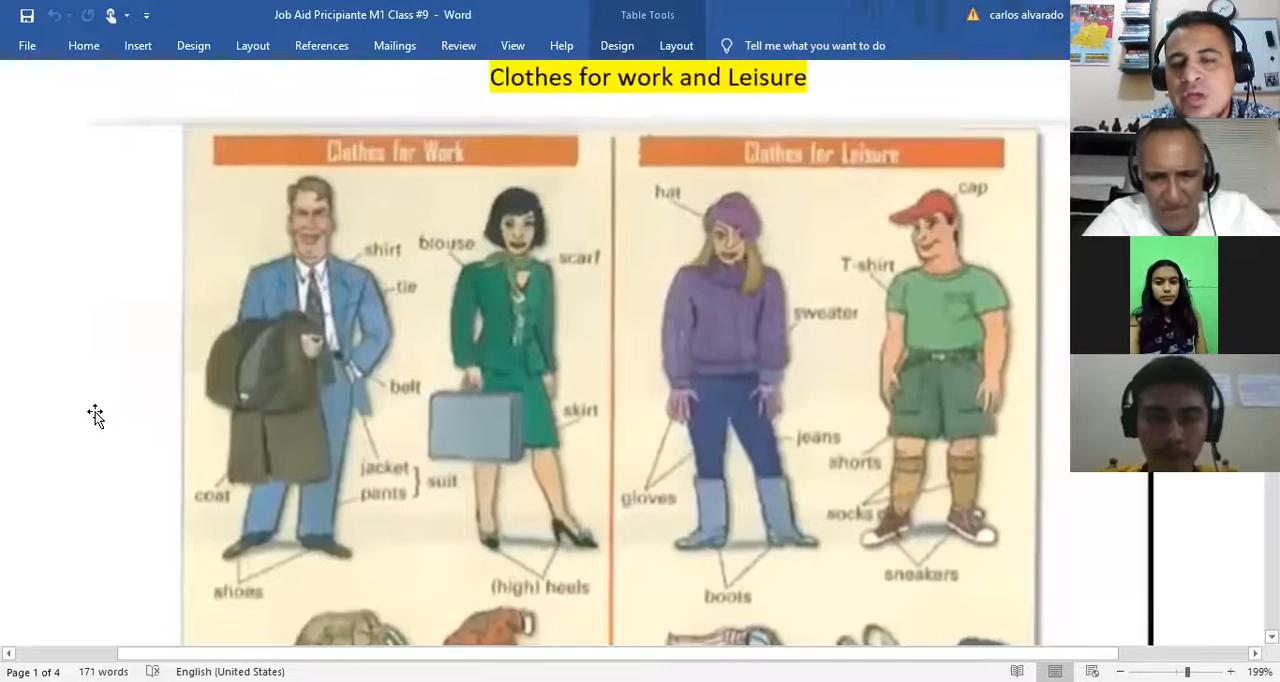 Job Aid Pricipiante M1 Class #9 - Word
Table Tools
carlos alvarado
File Home Insert Design Layout References Mailings Review View Help Design Layout Tell me what you want to do
Clothes for work and Leisure
Clothes for Work
Clothes for Leisure
shirt
tie
belt
jacket
pants
suit
coat
shoes
blouse
scarf
skirt
(high) heels
hat
sweater
jeans
gloves
boots
cap
T-shirt
shorts
socks
sneakers
Page 1 of 4 171 words English (United States) 199%